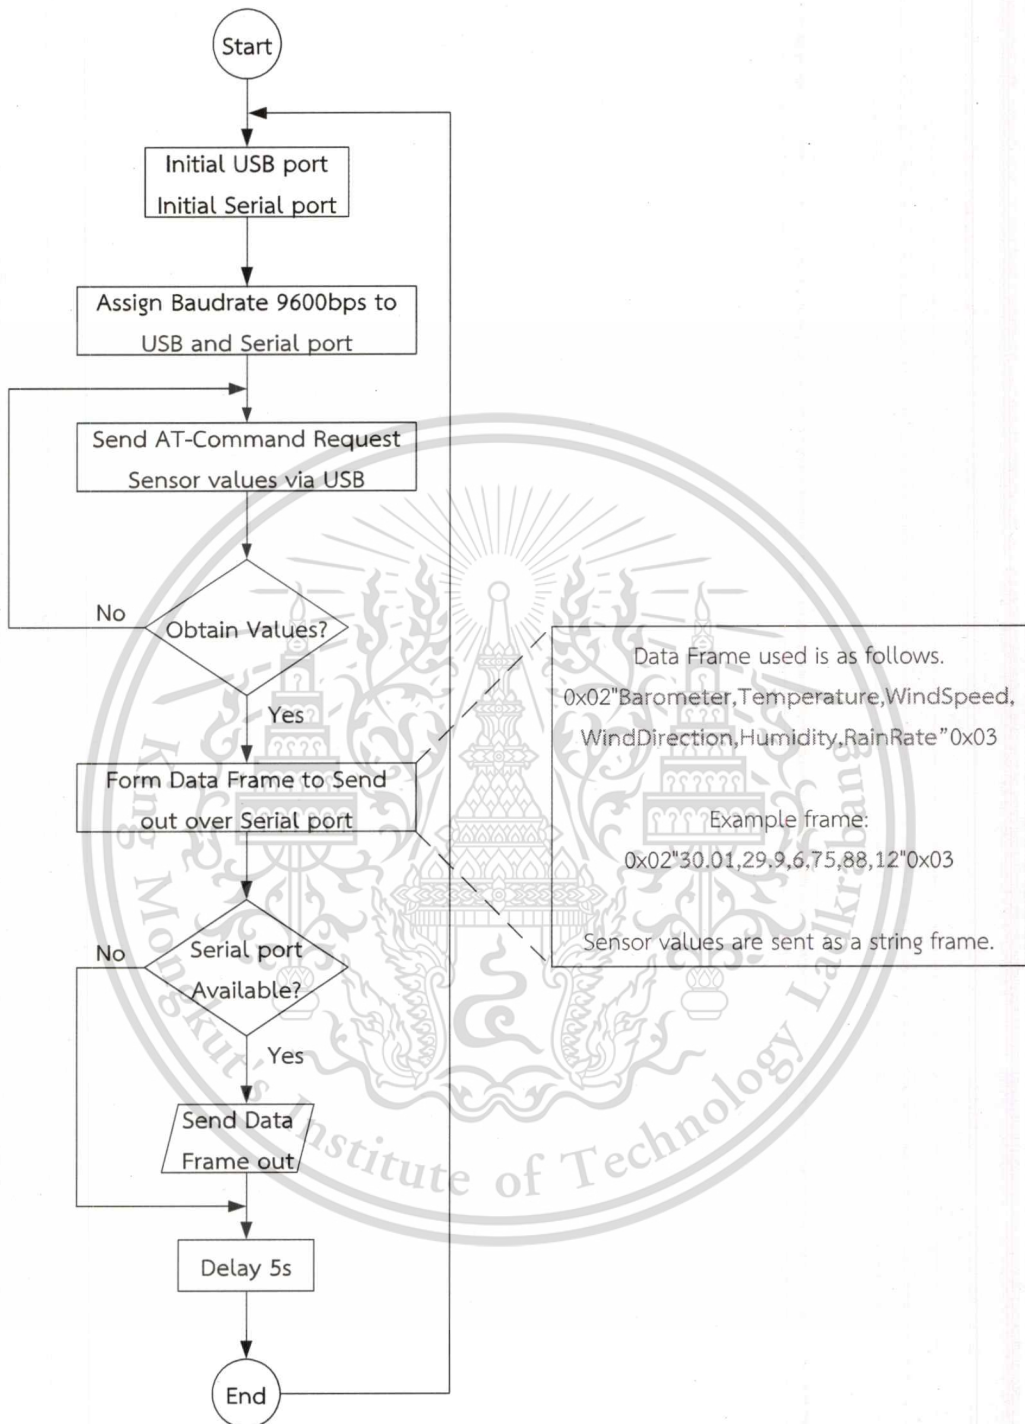 Start
Initial USB port
Initial Serial port
Assign Baudrate 9600bps to
USB and Serial port
Send AT-Command Request
Sensor values via USB
No
Obtain Values?
Yes
Form Data Frame to Send
out over Serial port
Data Frame used is as follows.
0x02"Barometer,Temperature,WindSpeed,
WindDirection,Humidity,RainRate"0x03
Example frame:
0x02"30.01,29.9,6,75,88,12"0x03
Sensor values are sent as a string frame.
No
Serial port
Available?
Yes
Send Data
Frame out
Delay 5s
End
King Mongkut's Institute of Technology Ladkrabang